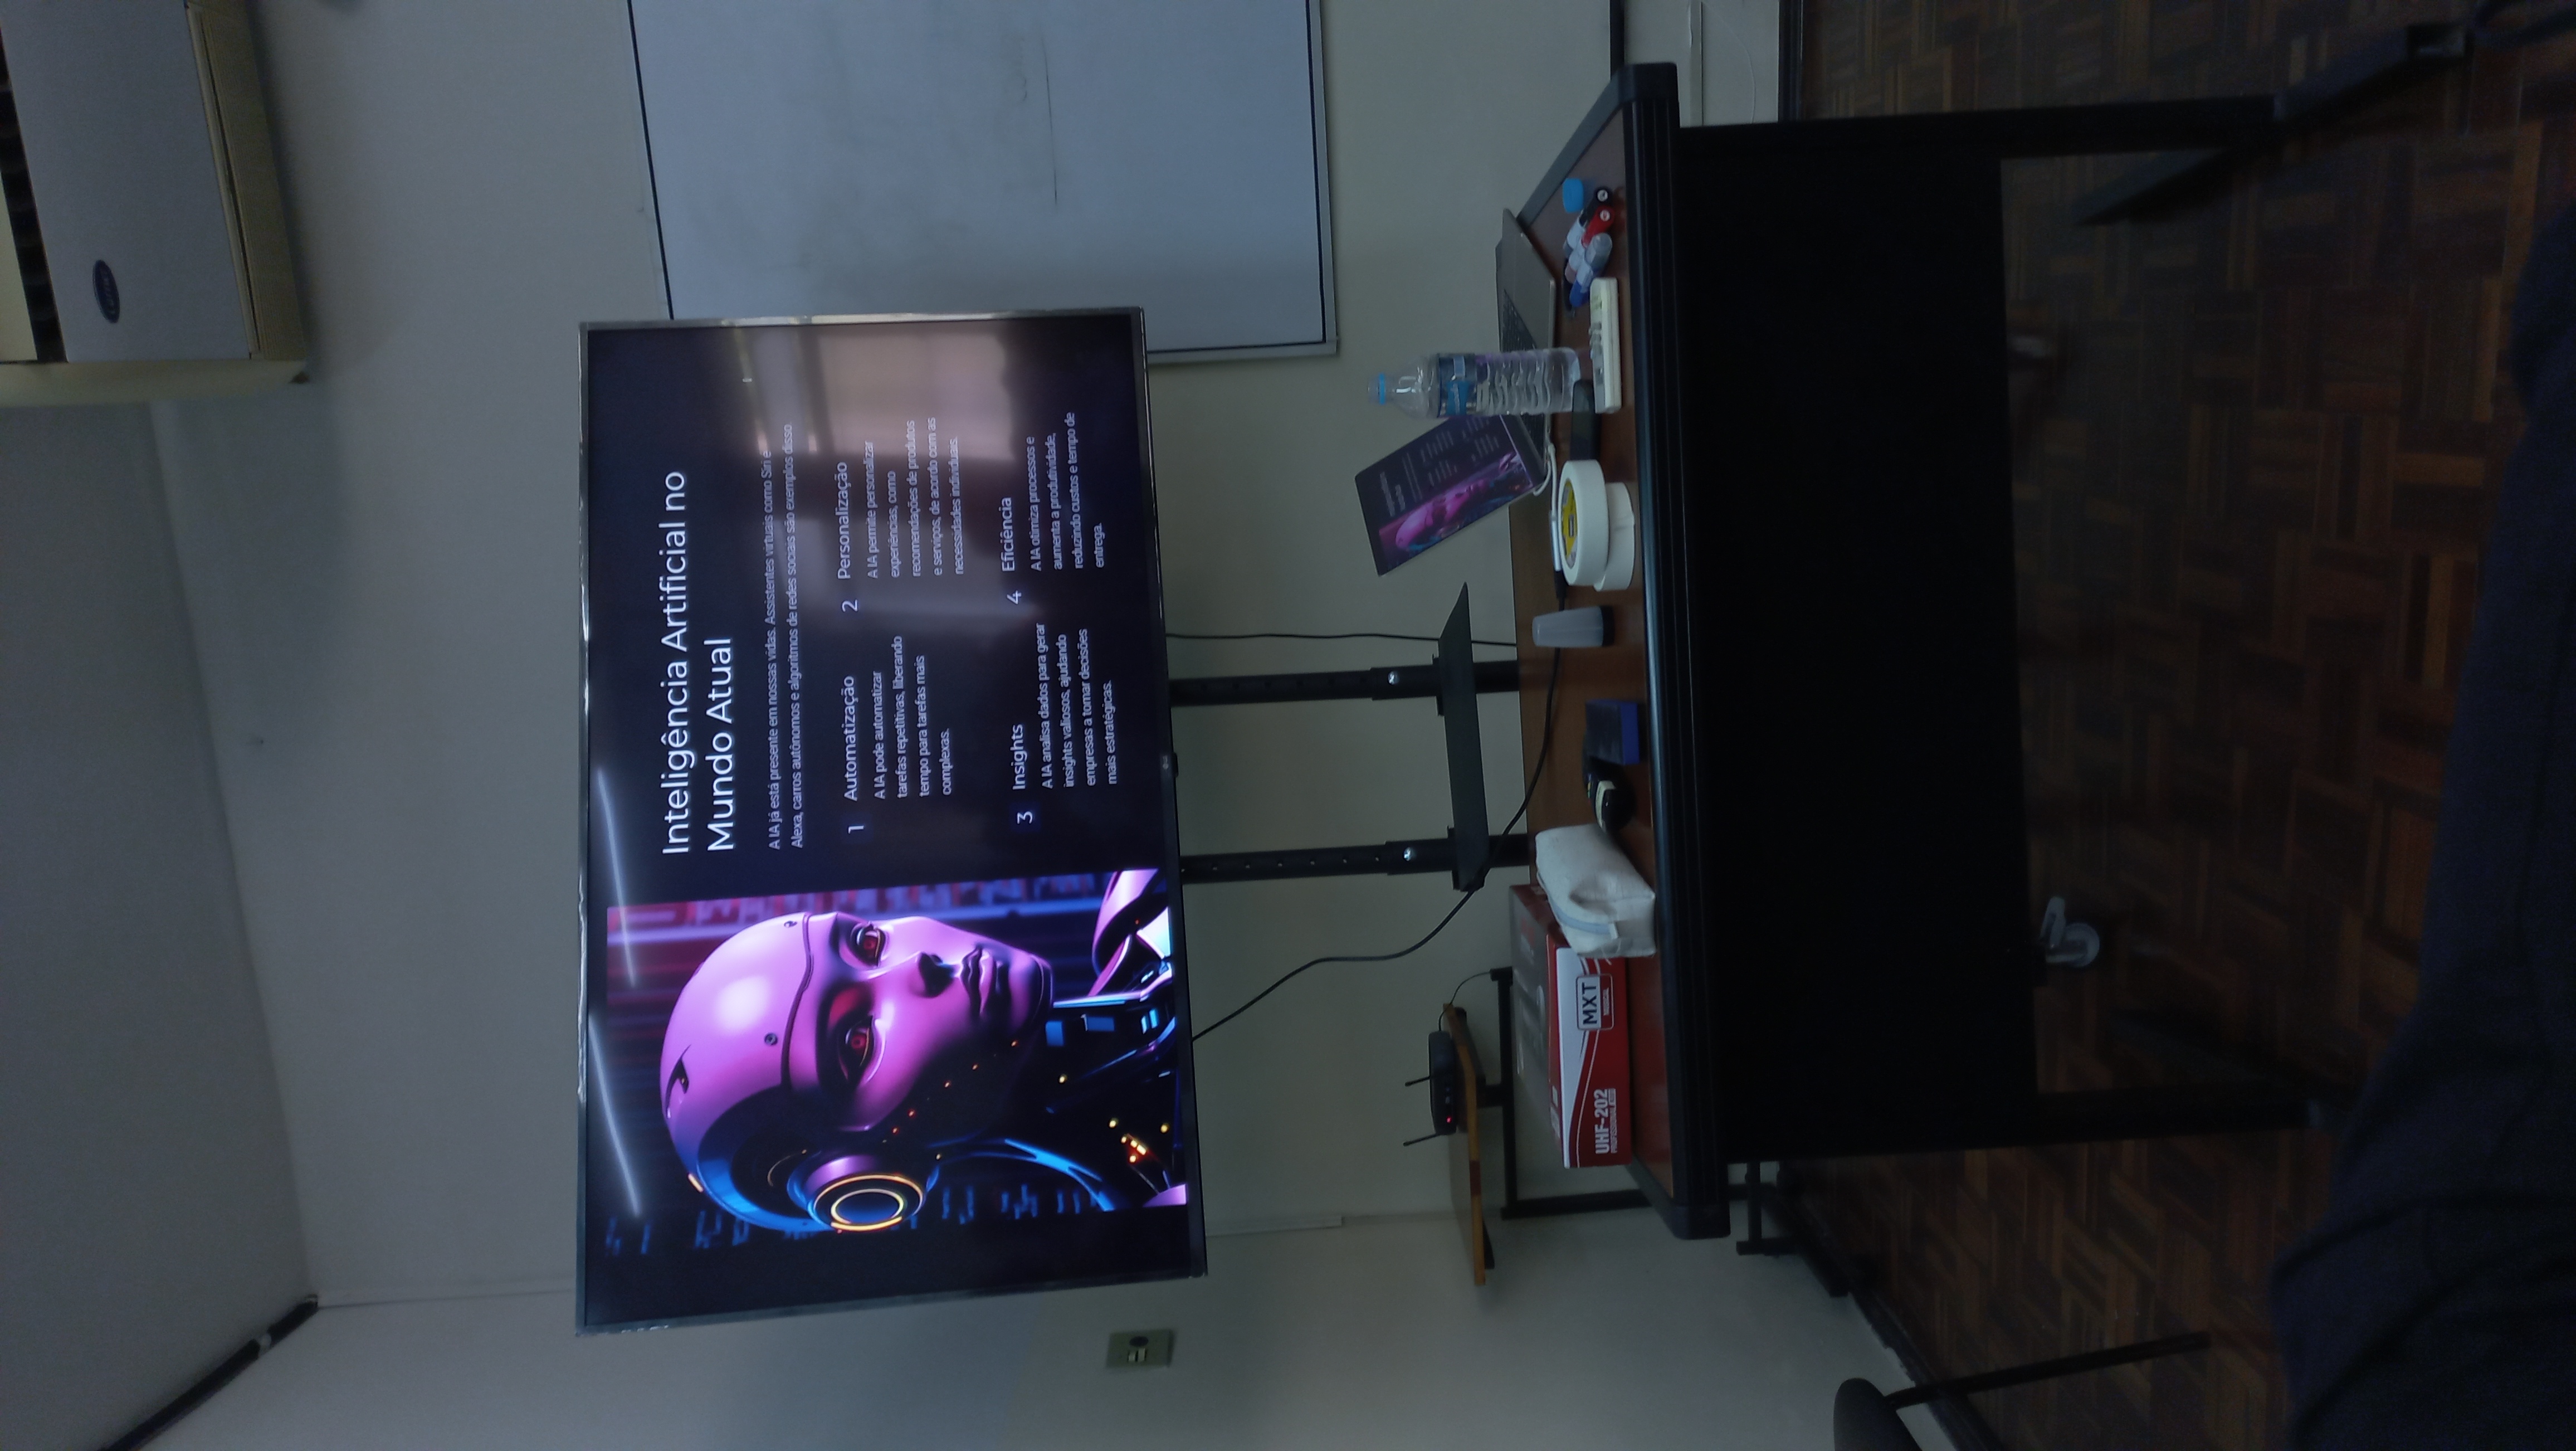 Carrier
Inteligência Artificial no
Mundo Atual
A IA já está presente em nossas vidas. Assistentes virtuais como Siri e
Alexa, carros autônomos e algoritmos de redes sociais são exemplos disso.
1 Automatização
A IA pode automatizar
tarefas repetitivas, liberando
tempo para tarefas mais
complexas.
2 Personalização
A IA permite personalizar
experiências, como
recomendações de produtos
e serviços, de acordo com as
necessidades individuais.
3 Insights
A IA analisa dados para gerar
insights valiosos, ajudando
empresas a tomar decisões
mais estratégicas.
4 Eficiência
A IA otimiza processos e
aumenta a produtividade,
reduzindo custos e tempo de
entrega.
LG
UHF-202
PROFISSIONAL
MXT